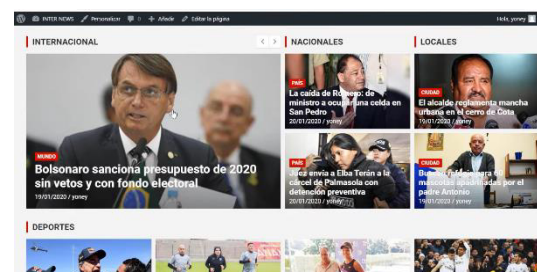 INTER NEWS Personalizar 0 Añadir Editar la página Hola, yoney
INTERNACIONAL
NACIONALES
LOCALES
MUNDO
Bolsonaro sanciona presupuesto de 2020
sin vetos y con fondo electoral
19/01/2020 / yoney
PAÍS
La caída de Romero: de
ministro a ocupar una celda en
San Pedro
20/01/2020 / yoney
CIUDAD
El alcalde reglamenta mancha
urbana en el cerro de Cota
19/01/2020 / yoney
PAÍS
Juez envía a Elba Terán a la
cárcel de Palmasola con
detención preventiva
19/01/2020 / yoney
CIUDAD
60
mascotas apadrinadas por el
padre Antonio
19/01/2020 / yoney
DEPORTES